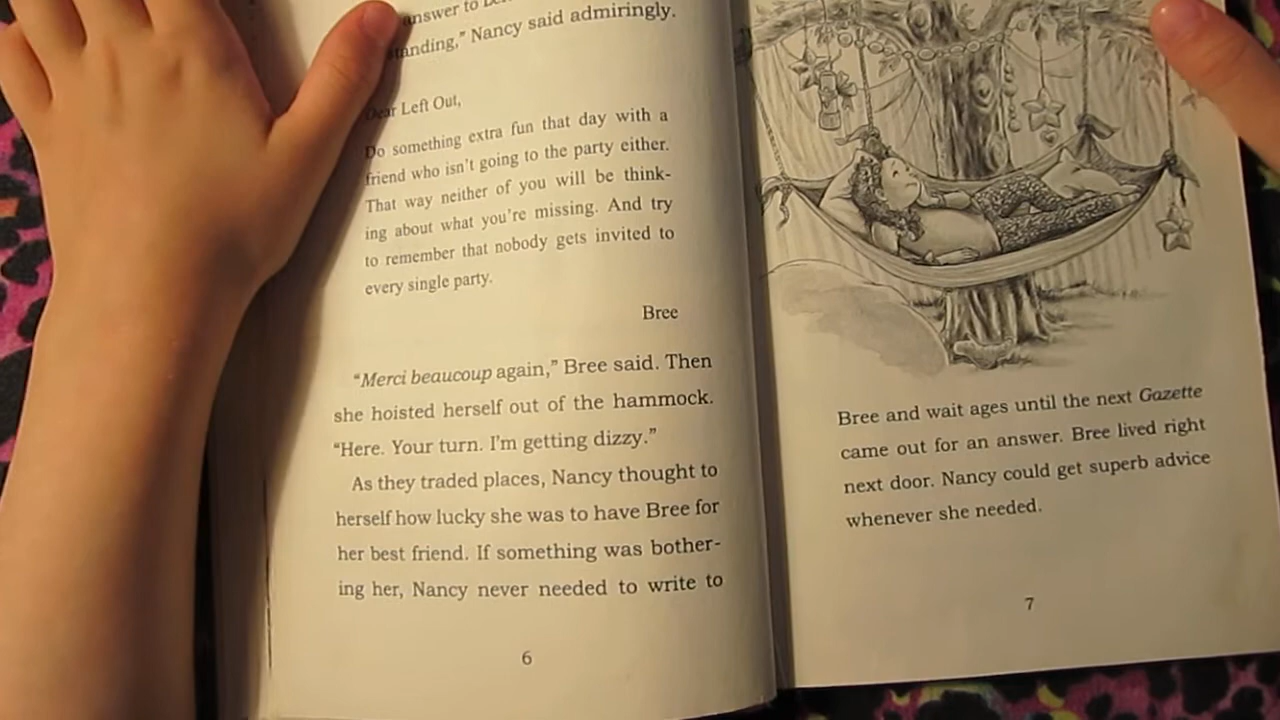 answer to
standing,” Nancy said admiringly.
Dear Left Out,
Do something extra fun that day with a
friend who isn’t going to the party either.
That way neither of you will be think-
ing about what you’re missing. And try
to remember that nobody gets invited to
every single party.
Bree
“Merci beaucoup again,” Bree said. Then
she hoisted herself out of the hammock.
“Here. Your turn. I’m getting dizzy.”
As they traded places, Nancy thought to
herself how lucky she was to have Bree for
her best friend. If something was bother-
ing her, Nancy never needed to write to
6
Bree and wait ages until the next Gazette
came out for an answer. Bree lived right
next door. Nancy could get superb advice
whenever she needed.
7